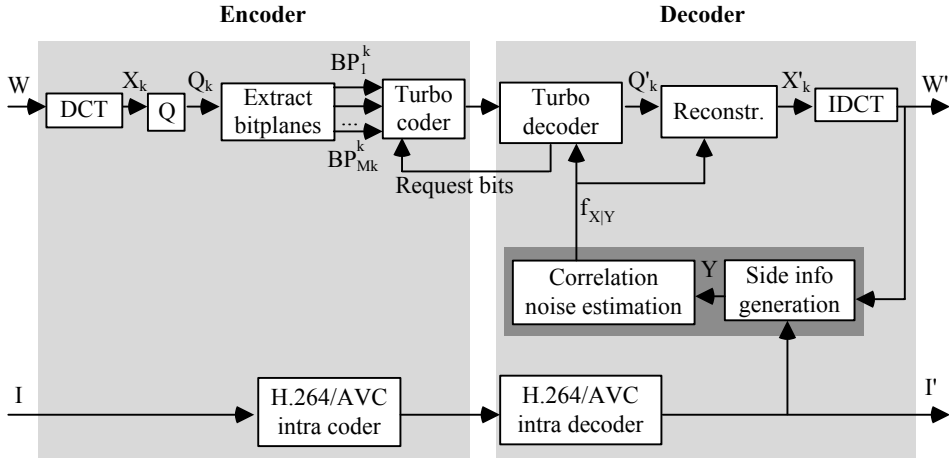 Encoder
Decoder
W
DCT
X_k
Q
Q_k
Extract
bitplanes
BP_1^k
...
BP_Mk^k
Turbo
coder
Request bits
Turbo
decoder
Q'_k
Reconstr.
X'_k
IDCT
W'
f_X|Y
Correlation
noise estimation
Y
Side info
generation
I
H.264/AVC
intra coder
H.264/AVC
intra decoder
I'